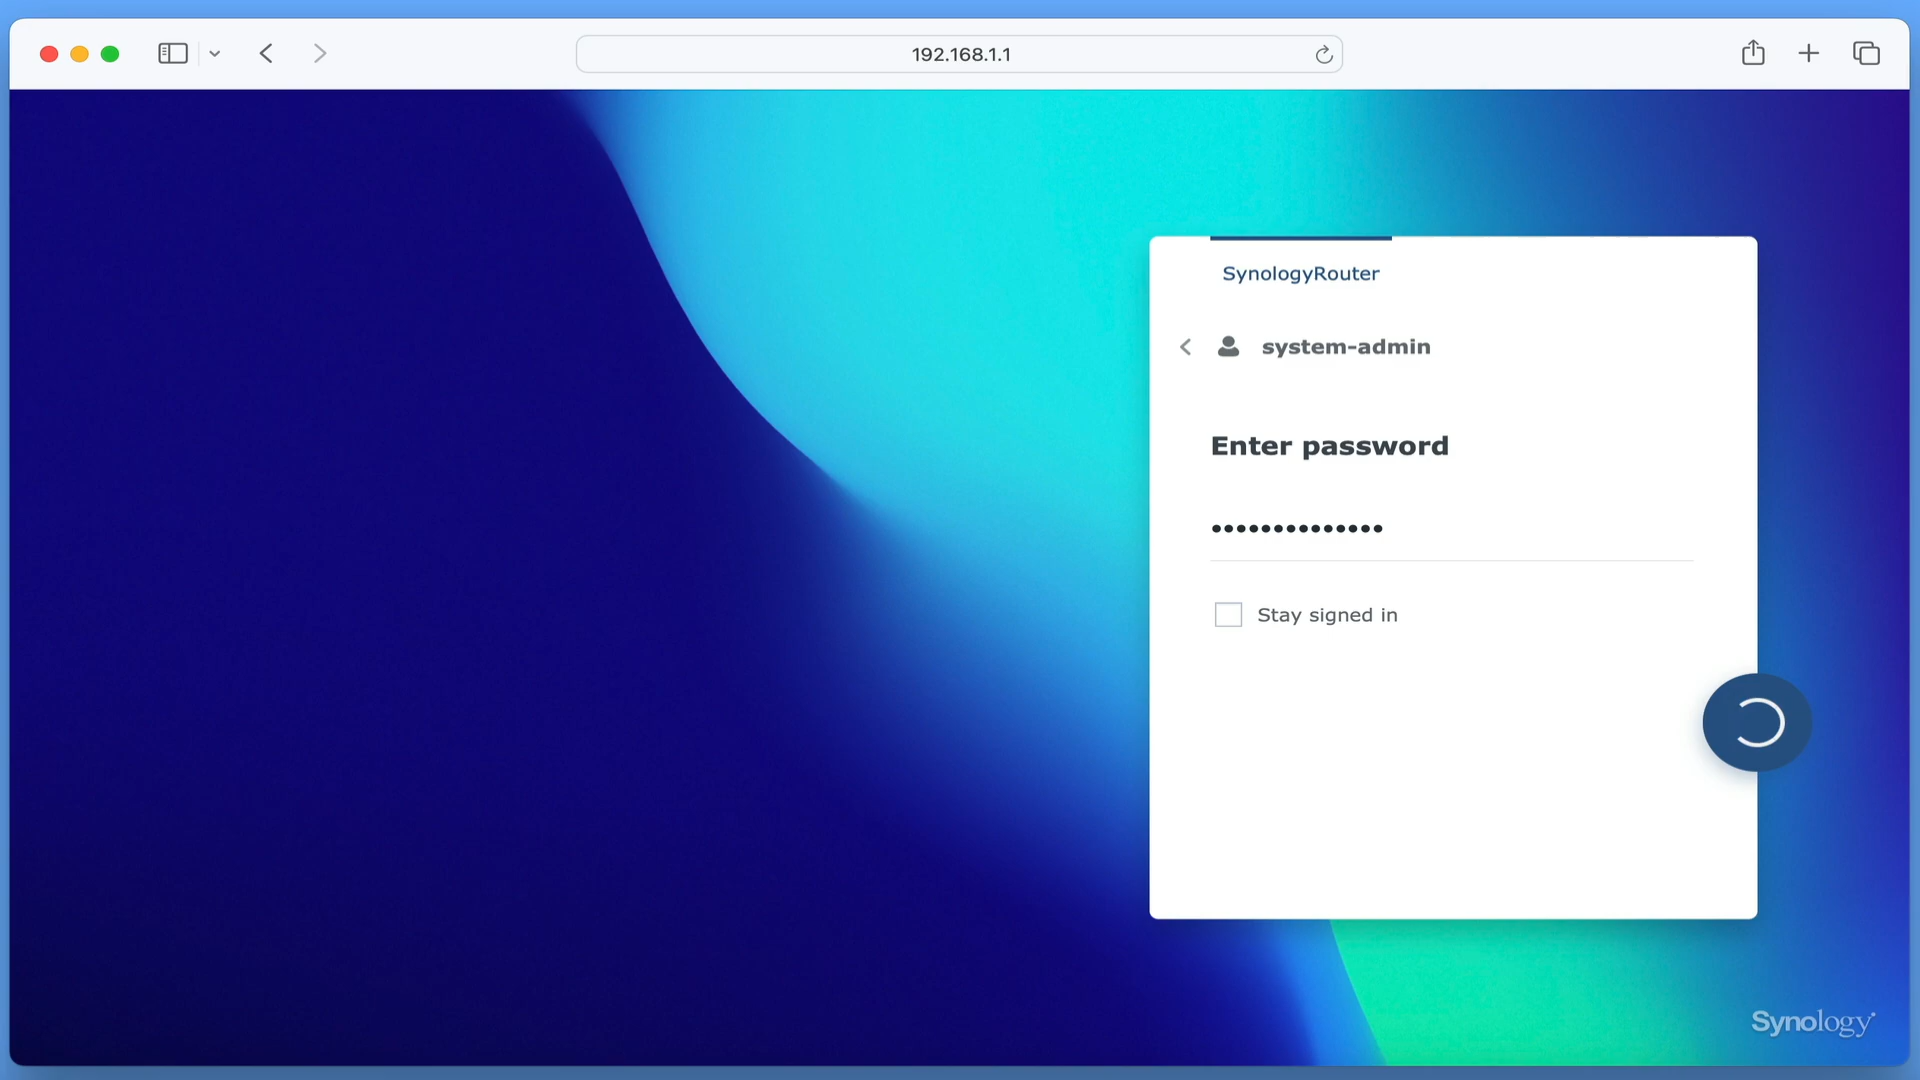 192.168.1.1
SynologyRouter
system-admin
Enter password
••••••••••••••
Stay signed in
Synology